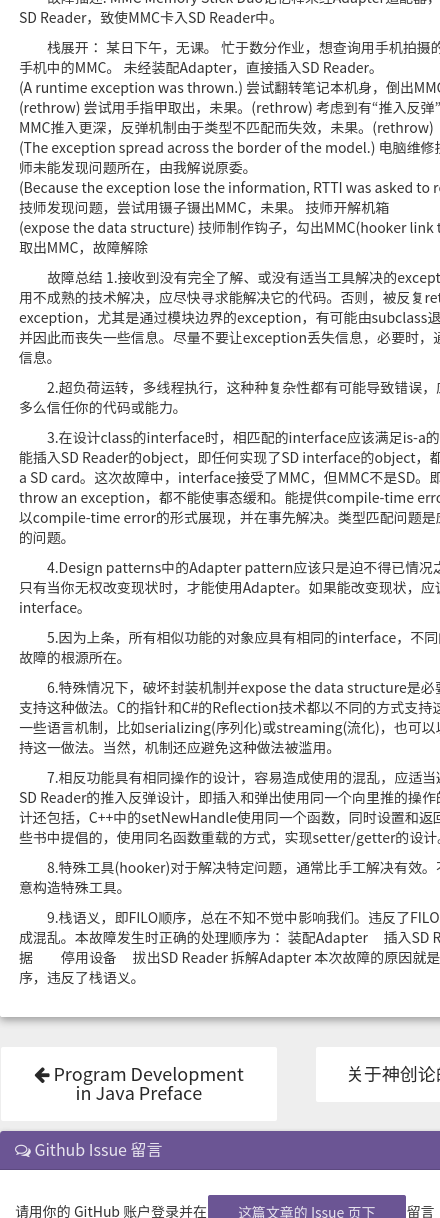 SD Reader，致使MMC卡入SD Reader中。
栈展开： 某日下午，无课。 忙于数分作业，想查询用手机拍摄的
手机中的MMC。 未经装配Adapter，直接插入SD Reader。
(A runtime exception was thrown.) 尝试翻转笔记本机身，倒出MMC
(rethrow) 尝试用手指甲取出，未果。(rethrow) 考虑到有“推入反弹”
MMC推入更深，反弹机制由于类型不匹配而失效，未果。(rethrow)
(The exception spread across the border of the model.) 电脑维修技
师未能发现问题所在，由我解说原委。
(Because the exception lose the information, RTTI was asked to re
技师发现问题，尝试用镊子镊出MMC，未果。 技师开解机箱
(expose the data structure) 技师制作钩子，勾出MMC(hooker link t
取出MMC，故障解除
故障总结 1.接收到没有完全了解、或没有适当工具解决的except
用不成熟的技术解决，应尽快寻求能解决它的代码。否则，被反复ret
exception，尤其是通过模块边界的exception，有可能由subclass退
并因此而丧失一些信息。尽量不要让exception丢失信息，必要时，通
信息。
2.超负荷运转，多线程执行，这种种复杂性都有可能导致错误，应
多么信任你的代码或能力。
3.在设计class的interface时，相匹配的interface应该满足is-a的
能插入SD Reader的object，即任何实现了SD interface的object，都
a SD card。这次故障中，interface接受了MMC，但MMC不是SD。即
throw an exception，都不能使事态缓和。能提供compile-time erro
以compile-time error的形式展现，并在事先解决。类型匹配问题是应
的问题。
4.Design patterns中的Adapter pattern应该只是迫不得已情况之
只有当你无权改变现状时，才能使用Adapter。如果能改变现状，应该
interface。
5.因为上条，所有相似功能的对象应具有相同的interface，不同的
故障的根源所在。
6.特殊情况下，破坏封装机制并expose the data structure是必要
支持这种做法。C的指针和C#的Reflection技术都以不同的方式支持这
一些语言机制，比如serializing(序列化)或streaming(流化)，也可以以
持这一做法。当然，机制还应避免这种做法被滥用。
7.相反功能具有相同操作的设计，容易造成使用的混乱，应适当避
SD Reader的推入反弹设计，即插入和弹出使用同一个向里推的操作的
计还包括，C++中的setNewHandle使用同一个函数，同时设置和返回
些书中提倡的，使用同名函数重载的方式，实现setter/getter的设计。
8.特殊工具(hooker)对于解决特定问题，通常比手工解决有效。不
意构造特殊工具。
9.栈语义，即FILO顺序，总在不知不觉中影响我们。违反了FILO
成混乱。本故障发生时正确的处理顺序为： 装配Adapter 插入SD R
据 停用设备 拔出SD Reader 拆解Adapter 本次故障的原因就是
序，违反了栈语义。
Program Development
in Java Preface
关于神创论的
Github Issue 留言
请用你的 GitHub 账户登录并在 这篇文章的 Issue 页下 留言